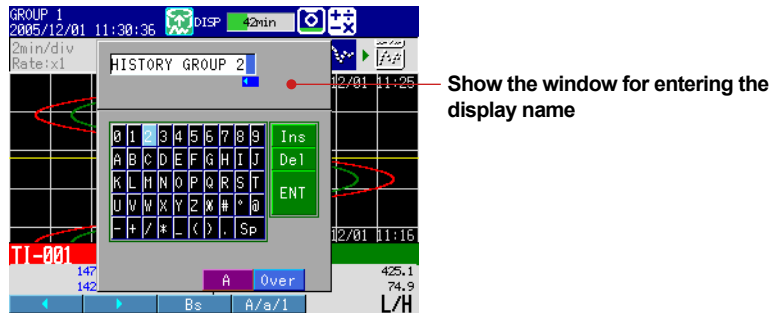 GROUP 1
2005/12/01 11:30:36 DISP 42min
2min/div
Rate:x1
HISTORY GROUP 2
12/01 11:25
Show the window for entering the
display name
0 1 2 3 4 5 6 7 8 9 Ins
A B C D E F G H I J Del
K L M N O P Q R S T
ENT
U V W X Y Z % # ° @
- + / * _ ( ) . Sp
12/01 11:16
TI-001
147 425.1
142 74.9
A Over
Bs A/a/1 L/H